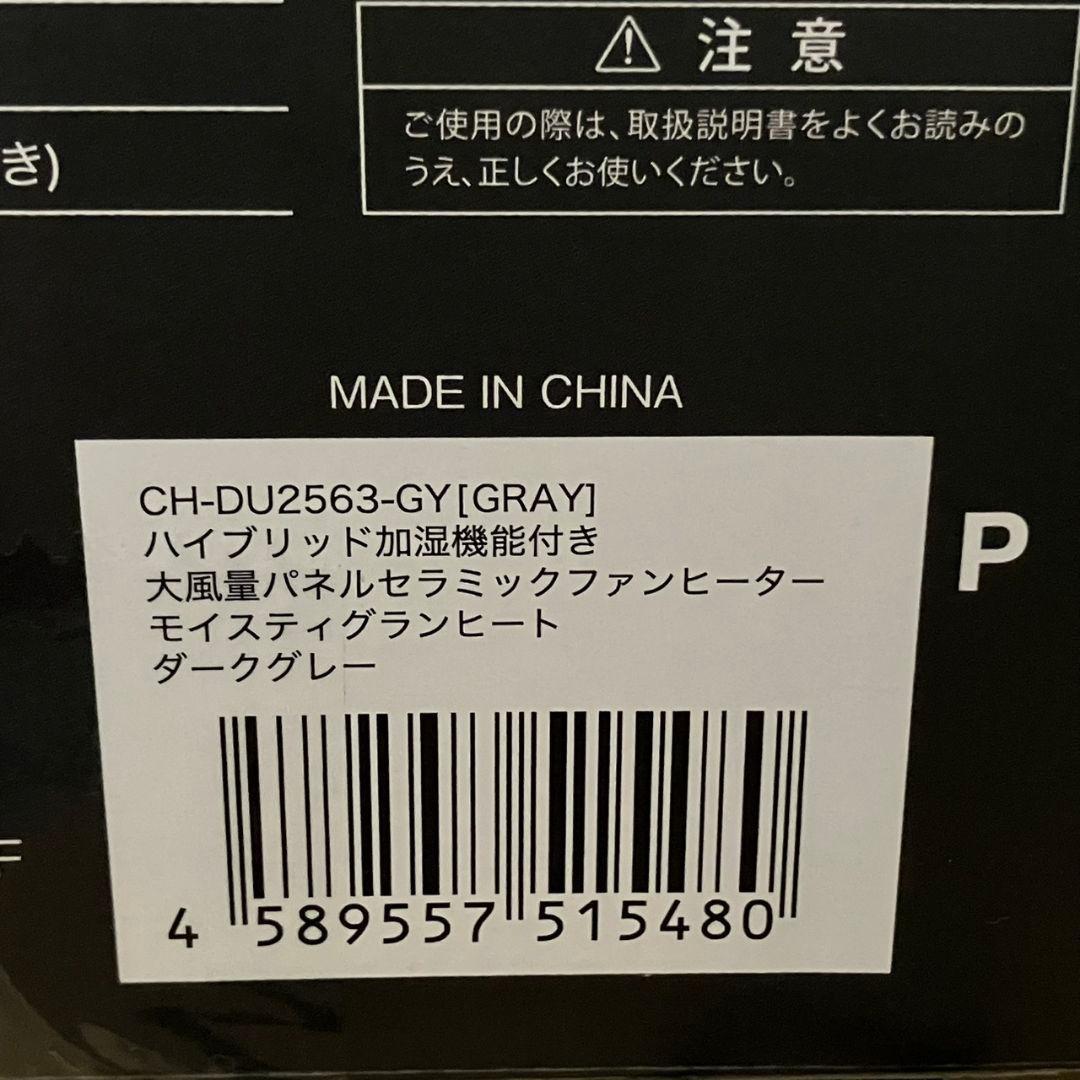 注意
ご使用の際は、取扱説明書をよくお読みの
うえ、正しくお使いください。
き)
MADE IN CHINA
CH-DU2563-GY[GRAY]
ハイブリッド加湿機能付き
大風量パネルセラミックファンヒーター
モイスティグランヒート
ダークグレー
P
4 589557 515480